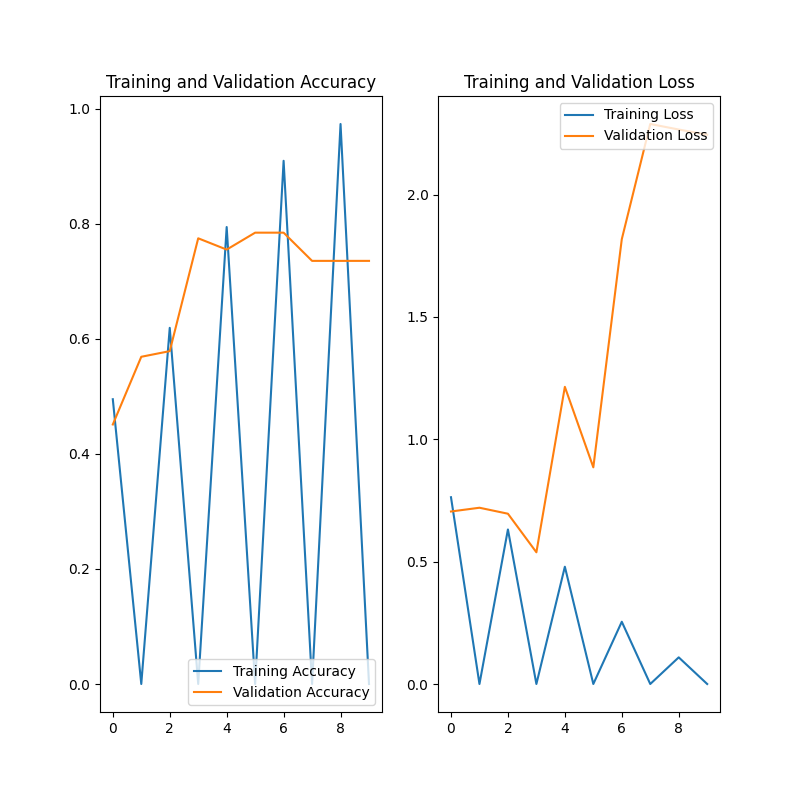 Training and Validation Accuracy
1.0
0.8
0.6
0.4
0.2
0.0
0 2 4 6 8
Training Accuracy
Validation Accuracy
Training and Validation Loss
2.0
1.5
1.0
0.5
0.0
0 2 4 6 8
Training Loss
Validation Loss